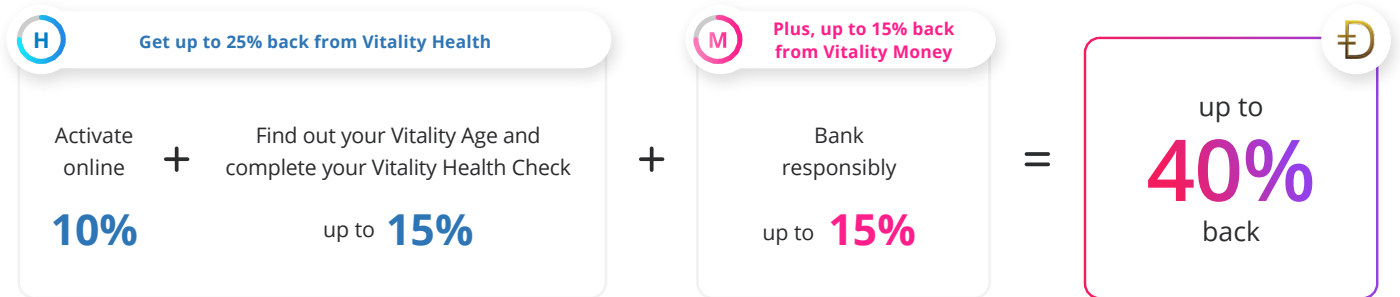 H
Get up to 25% back from Vitality Health
Activate
online
10%
+
Find out your Vitality Age and
complete your Vitality Health Check
up to 15%
+
M
Plus, up to 15% back
from Vitality Money
Bank
responsibly
up to 15%
=
D
up to
40%
back